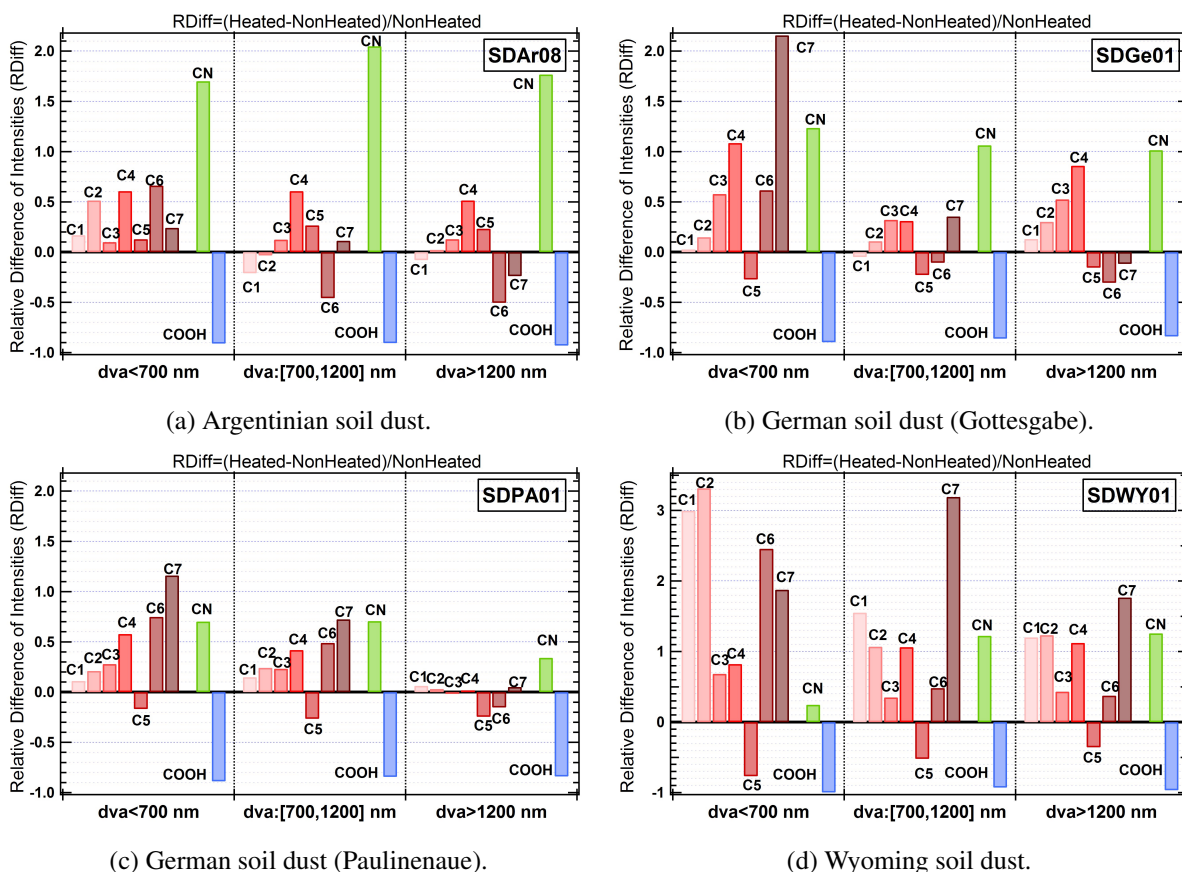 RDiff=(Heated-NonHeated)/NonHeated
Relative Difference of Intensities (RDiff)
2.0
1.5
1.0
0.5
0.0
-0.5
-1.0
SDAr08
C1
C2
C3
C4
C5
C6
C7
CN
COOH
C1
C2
C3
C4
C5
C6
C7
CN
COOH
C1
C2
C3
C4
C5
C6
C7
CN
COOH
dva<700 nm
dva:[700,1200] nm
dva>1200 nm
(a) Argentinian soil dust.
RDiff=(Heated-NonHeated)/NonHeated
Relative Difference of Intensities (RDiff)
2.0
1.5
1.0
0.5
0.0
-0.5
-1.0
SDGe01
C1
C2
C3
C4
C5
C6
C7
CN
COOH
C1
C2
C3
C4
C5
C6
C7
CN
COOH
C1
C2
C3
C4
C5
C6
C7
CN
COOH
dva<700 nm
dva:[700,1200] nm
dva>1200 nm
(b) German soil dust (Gottesgabe).
RDiff=(Heated-NonHeated)/NonHeated
Relative Difference of Intensities (RDiff)
2.0
1.5
1.0
0.5
0.0
-0.5
-1.0
SDPA01
C1
C2
C3
C4
C5
C6
C7
CN
COOH
C1
C2
C3
C4
C5
C6
C7
CN
COOH
C1
C2
C3
C4
C5
C6
C7
CN
COOH
dva<700 nm
dva:[700,1200] nm
dva>1200 nm
(c) German soil dust (Paulinenaue).
RDiff=(Heated-NonHeated)/NonHeated
Relative Difference of Intensities (RDiff)
3
2
1
0
-1
SDWY01
C1
C2
C3
C4
C5
C6
C7
CN
COOH
C1
C2
C3
C4
C5
C6
C7
CN
COOH
C1
C2
C3
C4
C5
C6
C7
CN
COOH
dva<700 nm
dva:[700,1200] nm
dva>1200 nm
(d) Wyoming soil dust.